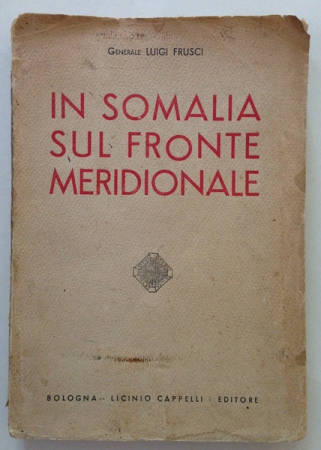 Generale LUIGI FRUSCI
IN SOMALIA
SUL FRONTE
MERIDIONALE
BOLOGNA - LICINIO CAPPELLI - EDITORE